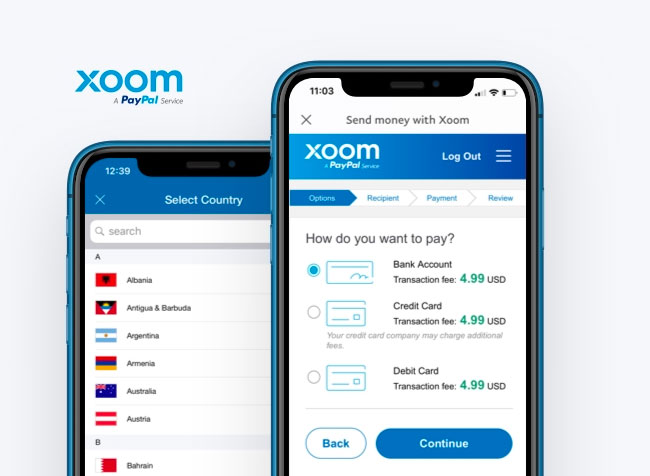 xoom
A PayPal Service
12:39
Select Country
search
A
Albania
Antigua & Barbuda
Argentina
Armenia
Australia
Austria
B
Bahrain
11:03
Send money with Xoom
xoom
A PayPal Service
Log Out
Options
Recipient
Payment
Review
How do you want to pay?
Bank Account
Transaction fee: 4.99 USD
Credit Card
Transaction fee: 4.99 USD
Your credit card company may charge additional
fees.
Debit Card
Transaction fee: 4.99 USD
Back
Continue